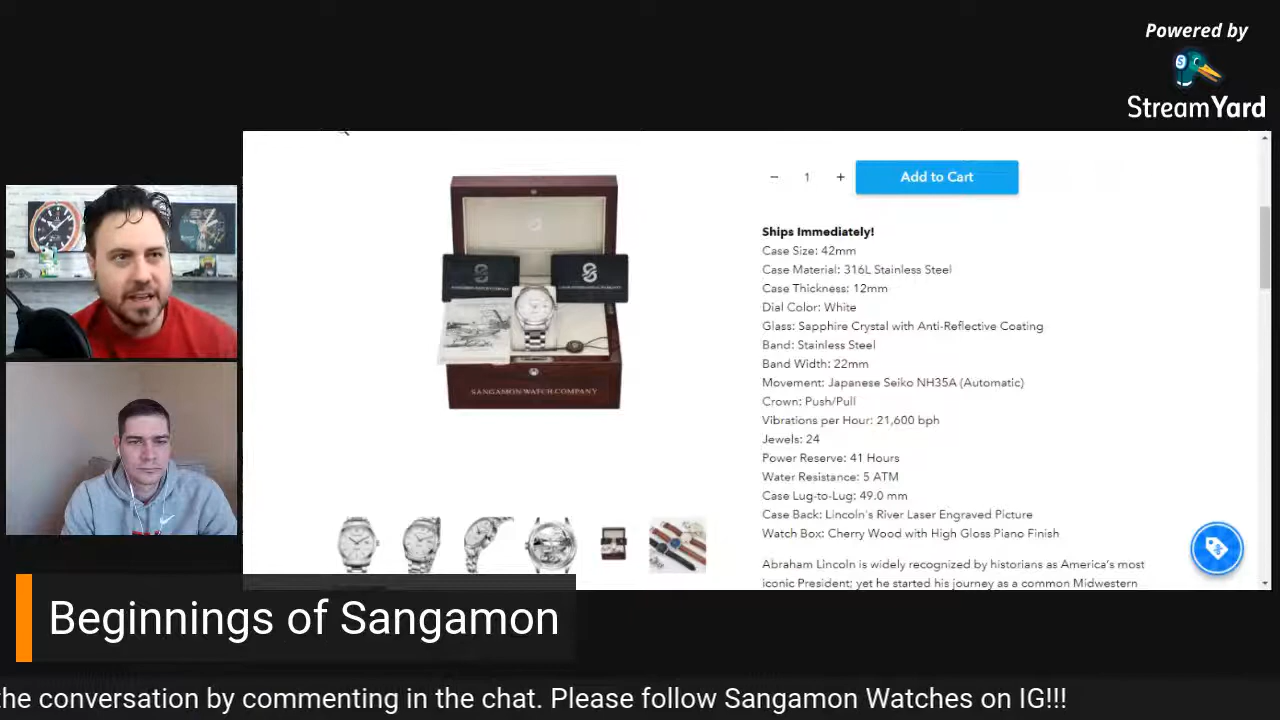 Powered by
StreamYard
1
Add to Cart
Ships Immediately!
Case Size: 42mm
Case Material: 316L Stainless Steel
Case Thickness: 12mm
Dial Color: White
Glass: Sapphire Crystal with Anti-Reflective Coating
Band: Stainless Steel
Band Width: 22mm
Movement: Japanese Seiko NH35A (Automatic)
Crown: Push/Pull
Vibrations per Hour: 21,600 bph
Jewels: 24
Power Reserve: 41 Hours
Water Resistance: 5 ATM
Case Lug-to-Lug: 49.0 mm
Case Back: Lincoln's River Laser Engraved Picture
Watch Box: Cherry Wood with High Gloss Piano Finish
Abraham Lincoln is widely recognized by historians as America's most
iconic President; yet he started his journey as a common Midwestern
SANGAMON WATCH COMPANY
Beginnings of Sangamon
the conversation by commenting in the chat. Please follow Sangamon Watches on IG!!!